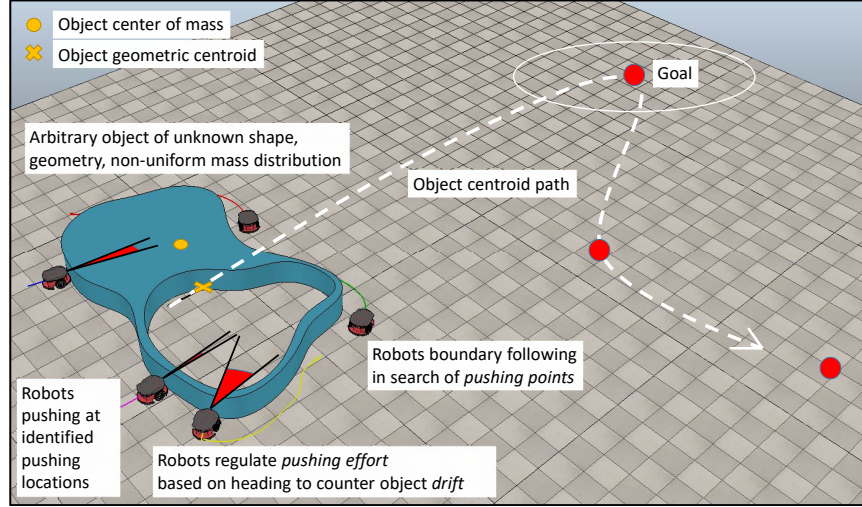 Object center of mass
Object geometric centroid
Goal
Arbitrary object of unknown shape,
geometry, non-uniform mass distribution
Object centroid path
Robots boundary following
in search of pushing points
Robots
pushing at
identified
pushing
locations
Robots regulate pushing effort
based on heading to counter object drift